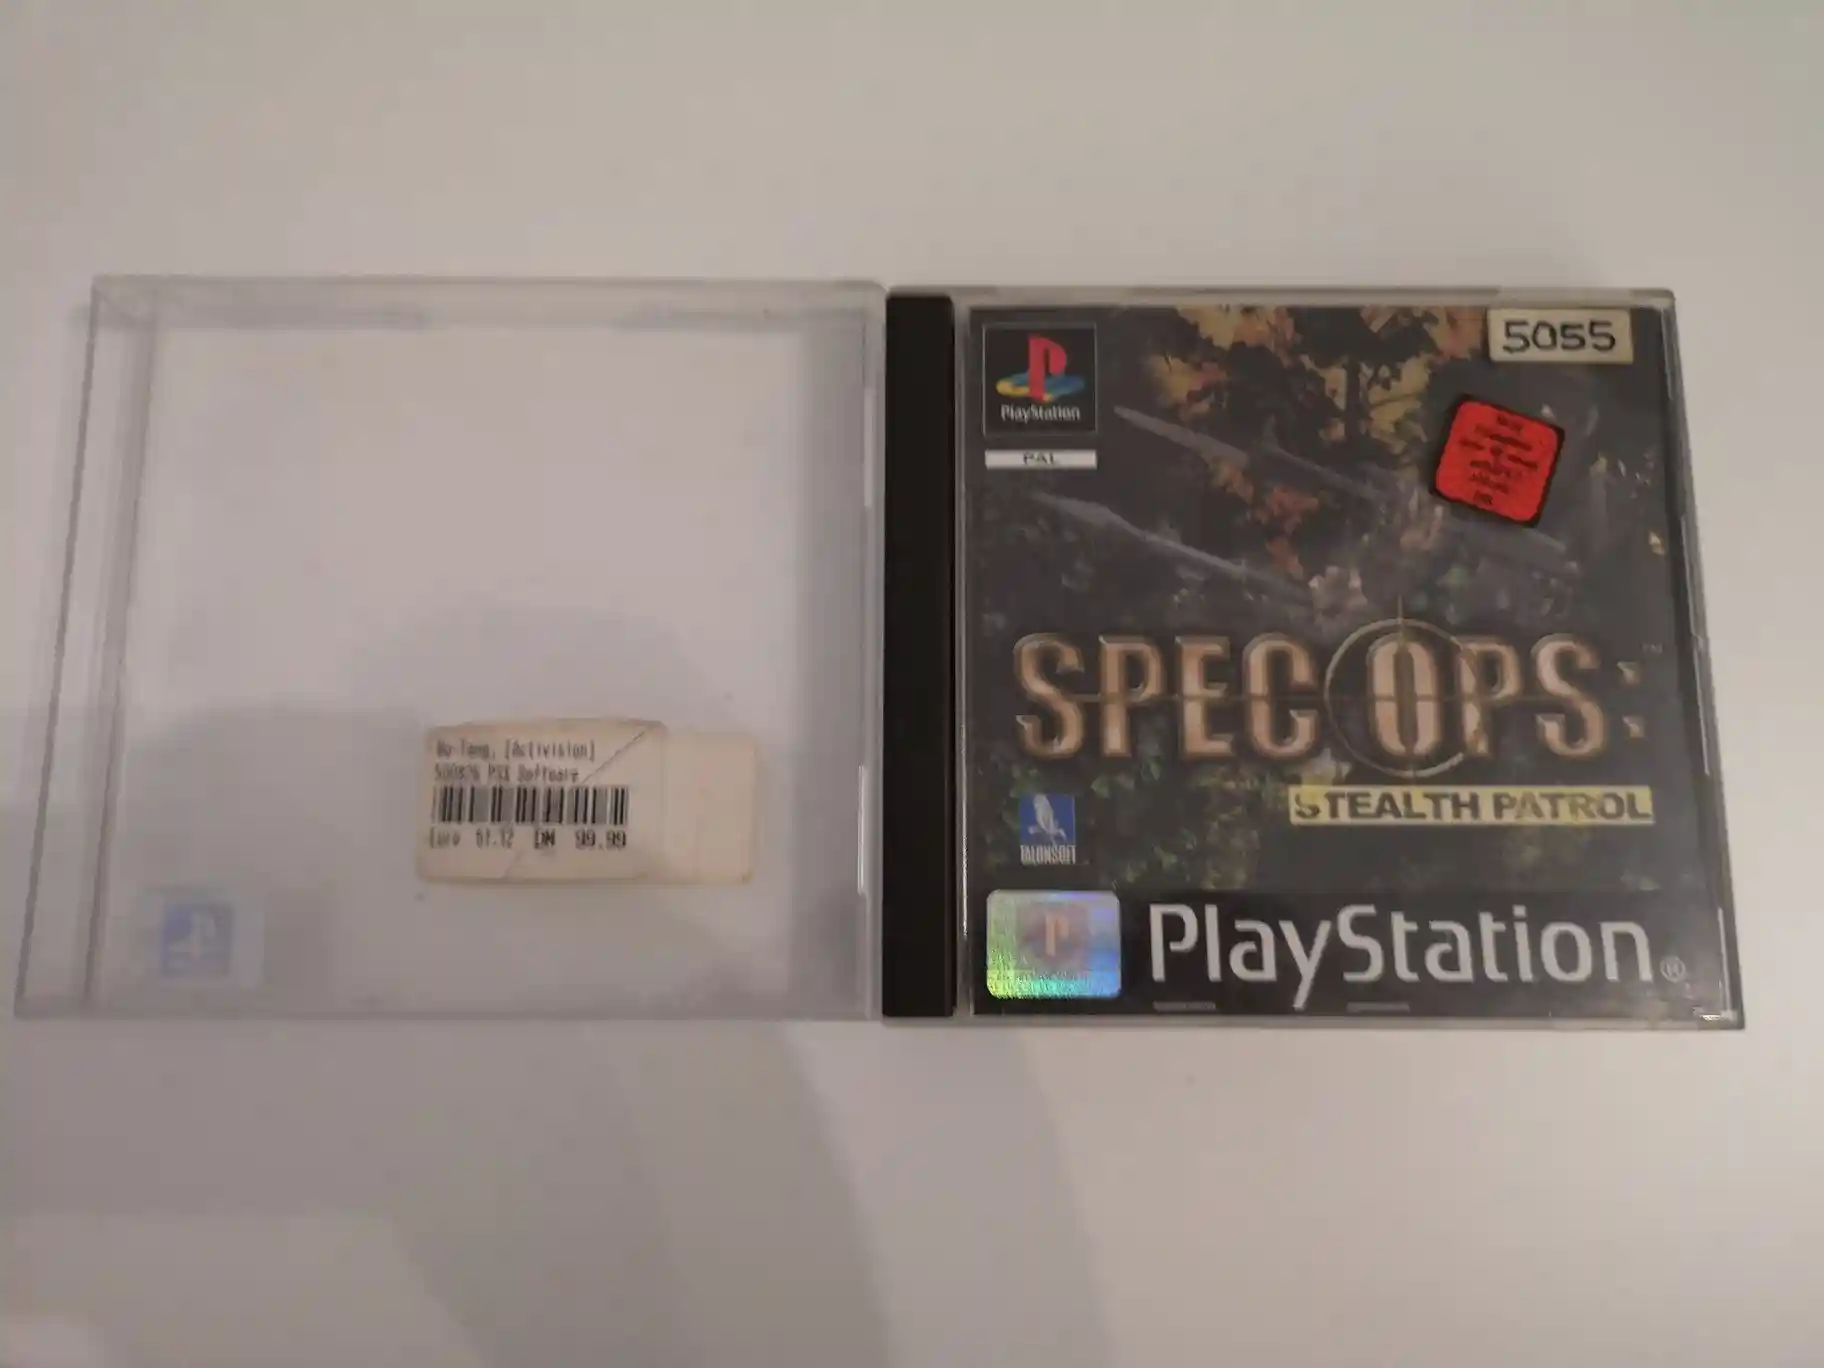 Wu-Tang, [Activision]
PSX Software
Euro 51.12 DM 99.99
PlayStation
PAL
5055
SPEC OPS:
™
STEALTH PATROL
TALONSOFT
PlayStation®